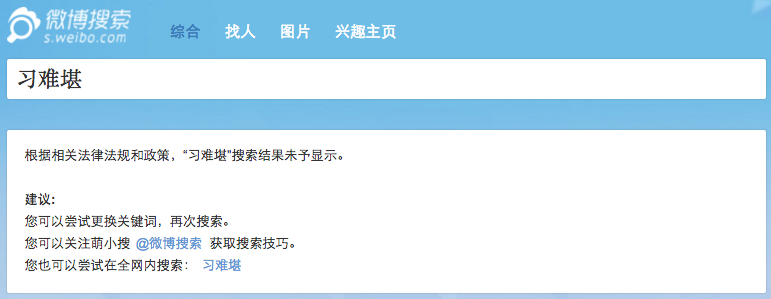 微博搜索
s.weibo.com
综合 找人 图片 兴趣主页
习难堪
根据相关法律法规和政策，“习难堪”搜索结果未予显示。
建议:
您可以尝试更换关键词，再次搜索。
您可以关注萌小搜 @微博搜索 获取搜索技巧。
您也可以尝试在全网内搜索： 习难堪